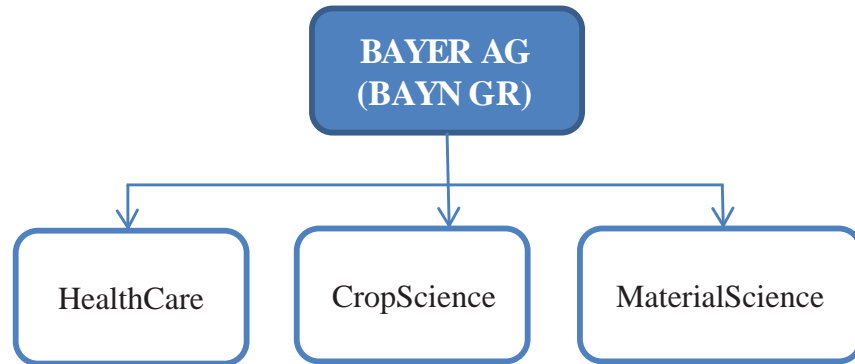 BAYER AG
(BAYN GR)
HealthCare
CropScience
MaterialScience